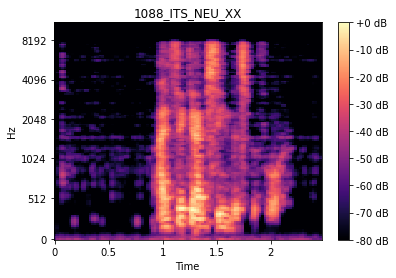 1088_ITS_NEU_XX
8192
4096
2048
1024
512
0
Hz
0
0.5
1
1.5
2
Time
+0 dB
-10 dB
-20 dB
-30 dB
-40 dB
-50 dB
-60 dB
-70 dB
-80 dB